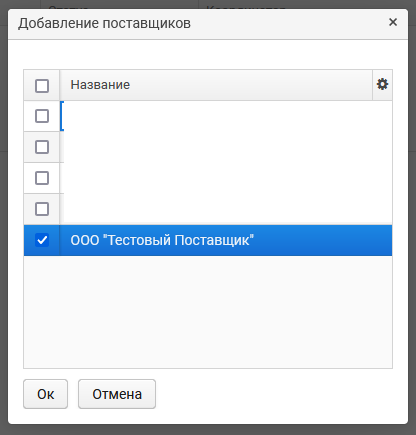 Добавление поставщиков
Название
ООО "Тестовый Поставщик"
Ок
Отмена